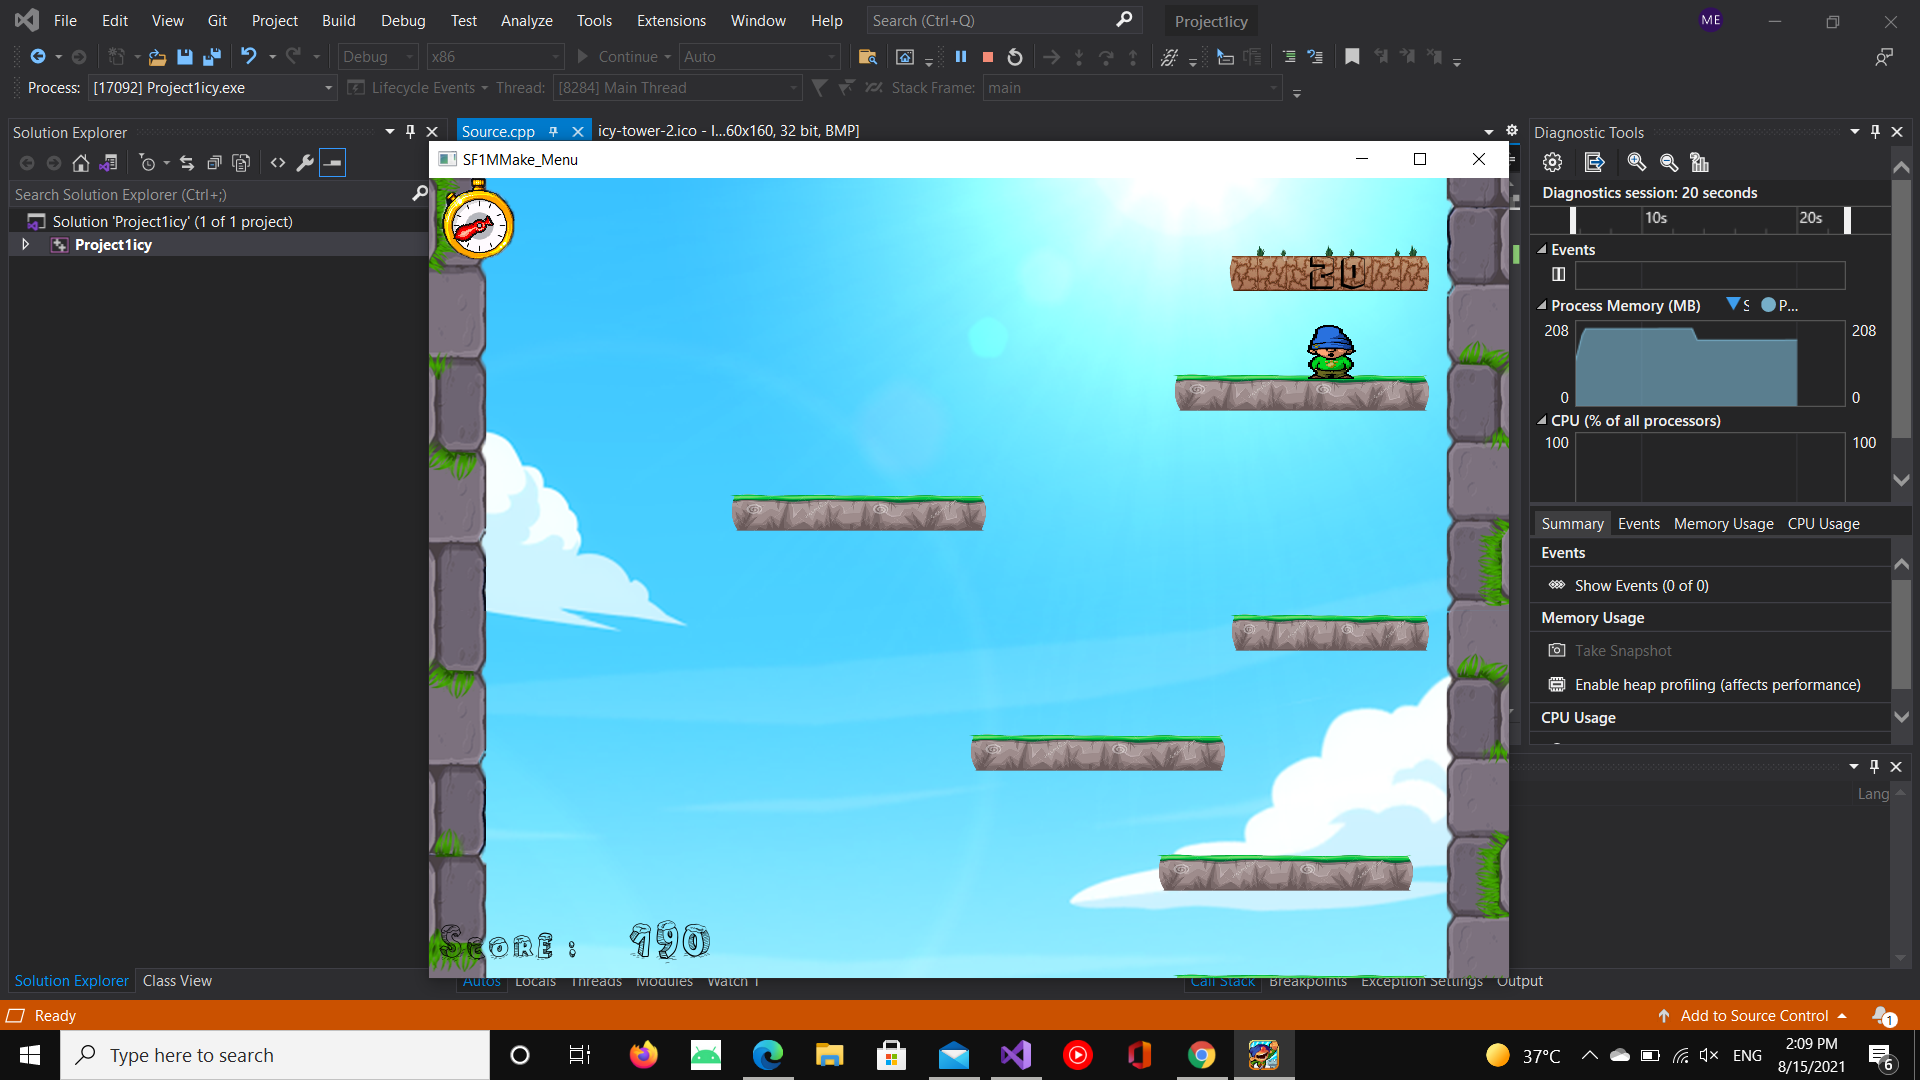 File Edit View Git Project Build Debug Test Analyze Tools Extensions Window Help Search (Ctrl+Q) Project1icy ME
Debug x86 Continue Auto
Process: [17092] Project1icy.exe Lifecycle Events Thread: [8284] Main Thread Stack Frame: main
Solution Explorer
Source.cpp icy-tower-2.ico - I...60x160, 32 bit, BMP]
Diagnostic Tools
SF1MMake_Menu
Search Solution Explorer (Ctrl+;)
Diagnostics session: 20 seconds
Solution 'Project1icy' (1 of 1 project)
10s 20s
Project1icy
Events
20
Process Memory (MB) S P...
208 208
0 0
CPU (% of all processors)
100 100
Summary Events Memory Usage CPU Usage
Events
Show Events (0 of 0)
Memory Usage
Take Snapshot
Enable heap profiling (affects performance)
CPU Usage
Lang
Score: 190
Solution Explorer Class View Autos Locals Threads Modules Watch 1 Call Stack Breakpoints Exception Settings Output
Ready Add to Source Control 1
Type here to search 37°C ENG 2:09 PM
8/15/2021 6